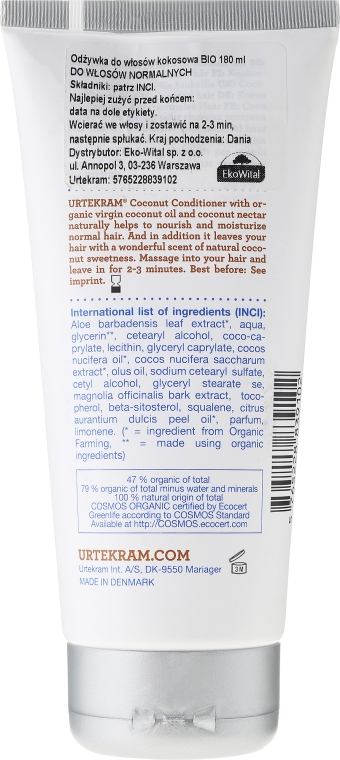 Odżywka do włosów kokosowa BIO 180 ml
DO WŁOSÓW NORMALNYCH
Składniki: patrz INCI.
Najlepiej zużyć przed końcem:
data na dole etykiety.
Wcierać we włosy i zostawić na 2-3 min,
następnie spłukać. Kraj pochodzenia: Dania
Dystrybutor: Eko-Wital sp. z o.o.
ul. Annopol 3, 03-236 Warszawa
Urtekram: 5765228839102
EkoWital
URTEKRAM® Coconut Conditioner with or-
ganic virgin coconut oil and coconut nectar
naturally helps to nourish and moisturize
normal hair. And in addition it leaves your
hair with a wonderful scent of natural coco-
nut sweetness. Massage into your hair and
leave in for 2-3 minutes. Best before: See
imprint.
International list of ingredients (INCI):
Aloe barbadensis leaf extract*, aqua,
glycerin**, cetearyl alcohol, coco-ca-
prylate, lecithin, glyceryl caprylate, cocos
nucifera oil*, cocos nucifera saccharum
extract*, olus oil, sodium cetearyl sulfate,
cetyl alcohol, glyceryl stearate se,
magnolia officinalis bark extract, toco-
pherol, beta-sitosterol, squalene, citrus
aurantium dulcis peel oil*, parfum,
limonene. (* = ingredient from Organic
Farming, ** = made using organic
ingredients)
47 % organic of total
79 % organic of total minus water and minerals
100 % natural origin of total
COSMOS ORGANIC certified by Ecocert
Greenlife according to COSMOS Standard
Available at http://COSMOS.ecocert.com
URTEKRAM.COM
Urtekram Int. A/S, DK-9550 Mariager
MADE IN DENMARK
3M
5 765228 839102